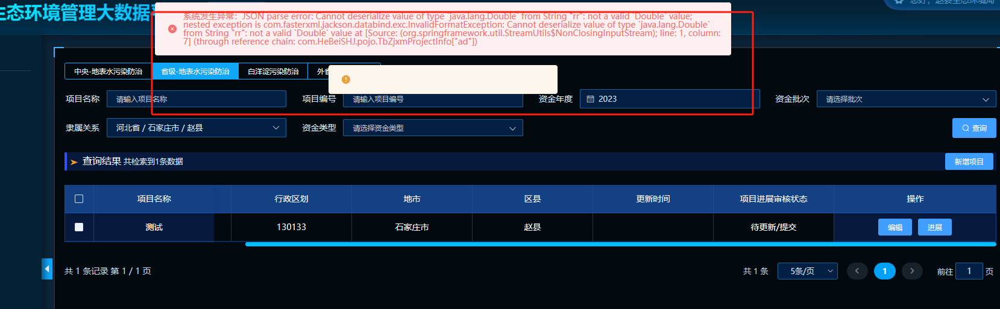 生态环境管理大数据
您好，赵县生态环境局
系统发生异常：JSON parse error: Cannot deserialize value of type `java.lang.Double` from String "rr": not a valid `Double` value;
nested exception is com.fasterxml.jackson.databind.exc.InvalidFormatException: Cannot deserialize value of type `java.lang.Double`
from String "rr": not a valid `Double` value at [Source: (org.springframework.util.StreamUtils$NonClosingInputStream); line: 1, column:
7] (through reference chain: com.HeBeiSHJ.pojo.TbZjxmProjectInfo["ad"])
中央-地表水污染防治 省级-地表水污染防治 白洋淀污染防治 外省
项目名称 请输入项目名称 项目编号 请输入项目编号 资金年度 2023 资金批次 请选择批次
隶属关系 河北省 / 石家庄市 / 赵县 资金类型 请选择资金类型 查询
查询结果 共检索到1条数据 新增项目
项目名称 行政区划 地市 区县 更新时间 项目进展审核状态 操作
测试 130133 石家庄市 赵县 待更新/提交 编辑 进展
共 1 条记录 第 1 / 1 页 共 1 条 5条/页 1 前往 1 页